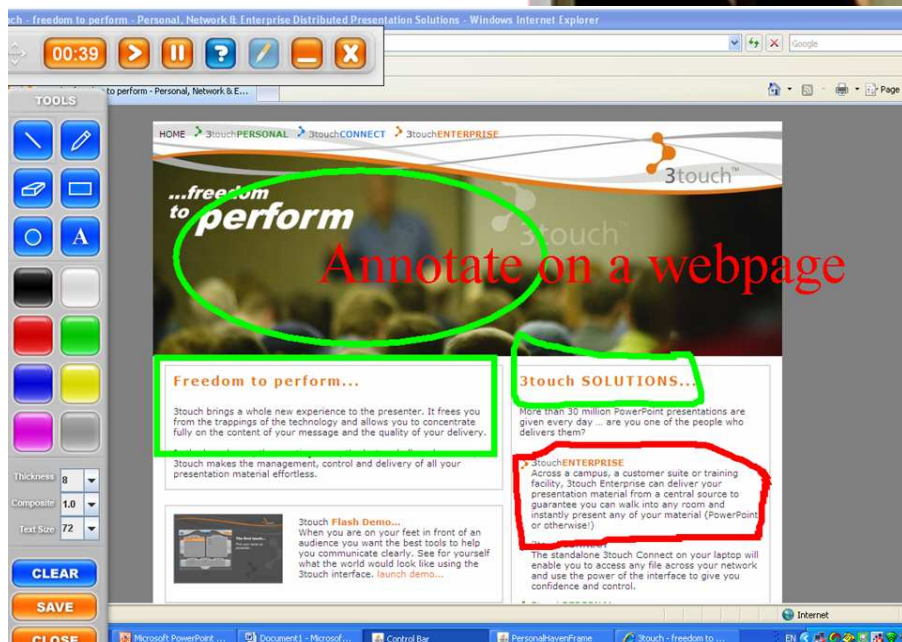 ch - freedom to perform - Personal, Network & Enterprise Distributed Presentation Solutions - Windows Internet Explorer
00:39
Google
to perform - Personal, Network & E...
Page
TOOLS
HOME 3touchPERSONAL 3touchCONNECT 3touchENTERPRISE
3touch™
...freedom
to perform
3touch™
Annotate on a webpage
A
Freedom to perform...
3touch brings a whole new experience to the presenter. It frees you
from the trappings of the technology and allows you to concentrate
fully on the content of your message and the quality of your delivery.
3touch makes the management, control and delivery of all your
presentation material effortless.
3touch Flash Demo...
When you are on your feet in front of an
audience you want the best tools to help
you communicate clearly. See for yourself
what the world would look like using the
3touch interface. launch demo...
3touch SOLUTIONS...
More than 30 million PowerPoint presentations are
given every day ... are you one of the people who
delivers them?
3touchENTERPRISE
Across a campus, a customer suite or training
facility, 3touch Enterprise can deliver your
presentation material from a central source to
guarantee you can walk into any room and
instantly present any of your material (PowerPoint
or otherwise!)
The standalone 3touch Connect on your laptop will
enable you to access any file across your network
and use the power of the interface to give you
confidence and control.
Thickness 8
Composite 1.0
Text Size 72
CLEAR
SAVE
CLOSE
Internet
Microsoft PowerPoint ...
Document1 - Microsof...
Control Bar
PersonalHavenFrame
3touch - freedom to ...
EN